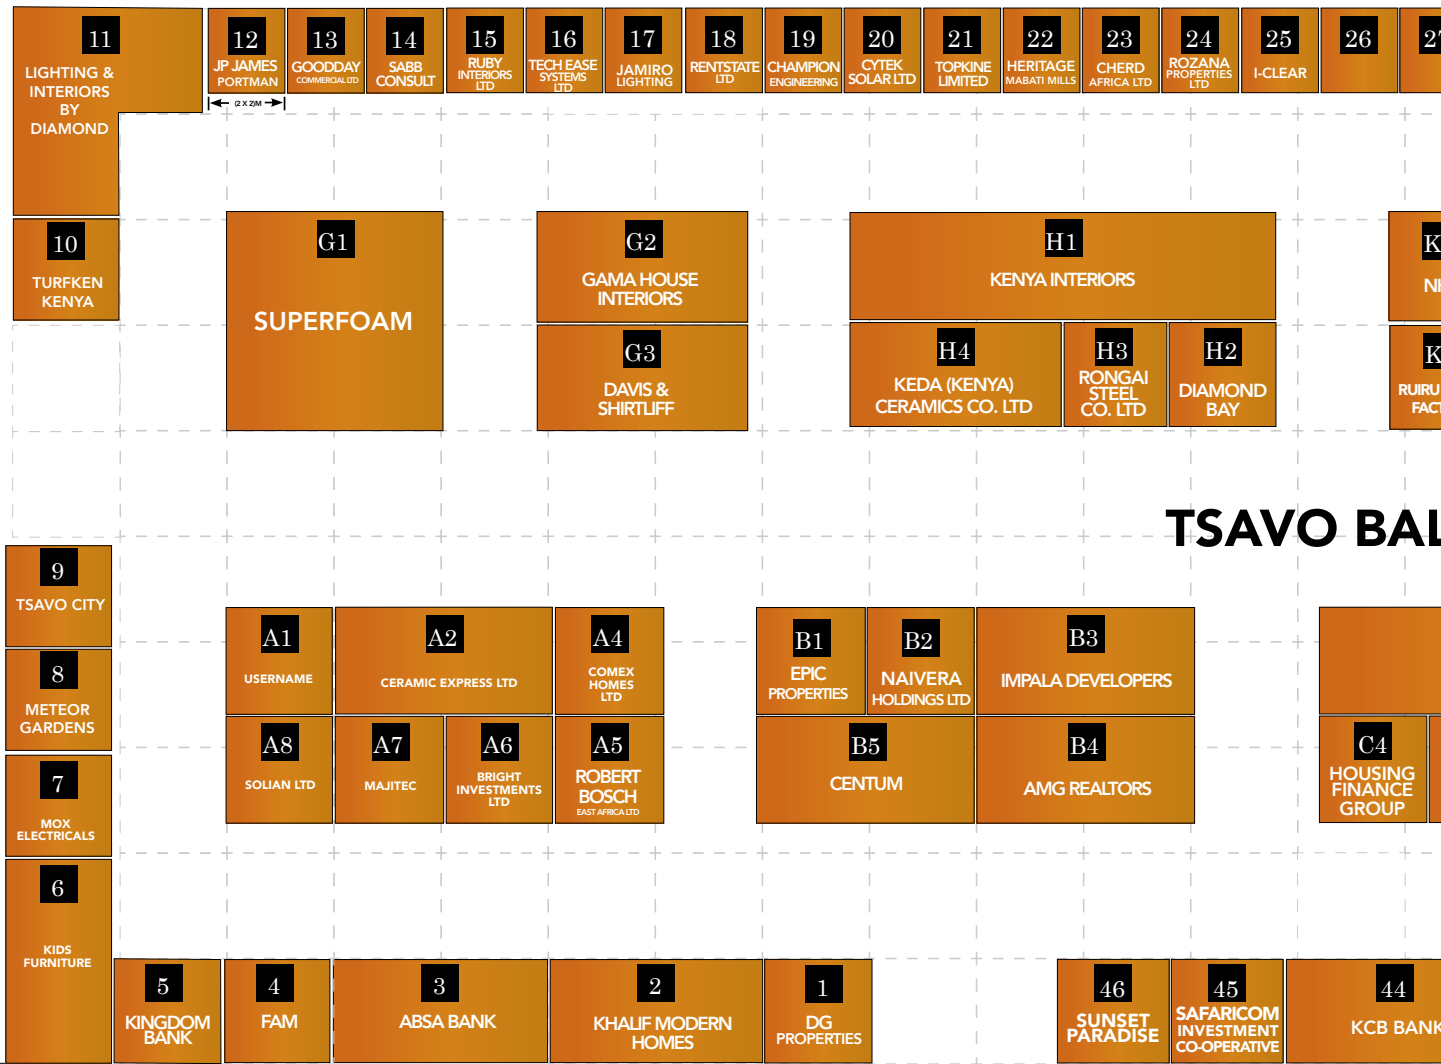 11
LIGHTING &
INTERIORS
BY
DIAMOND
12
JP JAMES
PORTMAN
(2 X 2)M
13
GOODDAY
COMMERCIAL LTD
14
SABB
CONSULT
15
RUBY
INTERIORS
LTD
16
TECH EASE
SYSTEMS
LTD
17
JAMIRO
LIGHTING
18
RENTSTATE
LTD
19
CHAMPION
ENGINEERING
20
CYTEK
SOLAR LTD
21
TOPKINE
LIMITED
22
HERITAGE
MABATI MILLS
23
CHERD
AFRICA LTD
24
ROZANA
PROPERTIES
LTD
25
I-CLEAR
26
10
TURFKEN
KENYA
G1
SUPERFOAM
G2
GAMA HOUSE
INTERIORS
G3
DAVIS &
SHIRTLIFF
H1
KENYA INTERIORS
H4
KEDA (KENYA)
CERAMICS CO. LTD
H3
RONGAI
STEEL
CO. LTD
H2
DIAMOND
BAY
K
K
RUIRU
FACT
TSAVO BAL
9
TSAVO CITY
8
METEOR
GARDENS
7
MOX
ELECTRICALS
6
KIDS
FURNITURE
A1
USERNAME
A2
CERAMIC EXPRESS LTD
A4
COMEX
HOMES
LTD
A8
SOLIAN LTD
A7
MAJITEC
A6
BRIGHT
INVESTMENTS
LTD
A5
ROBERT
BOSCH
EAST AFRICA LTD
B1
EPIC
PROPERTIES
B2
NAIVERA
HOLDINGS LTD
B3
IMPALA DEVELOPERS
B5
CENTUM
B4
AMG REALTORS
C4
HOUSING
FINANCE
GROUP
5
KINGDOM
BANK
4
FAM
3
ABSA BANK
2
KHALIF MODERN
HOMES
1
DG
PROPERTIES
46
SUNSET
PARADISE
45
SAFARICOM
INVESTMENT
CO-OPERATIVE
44
KCB BANK